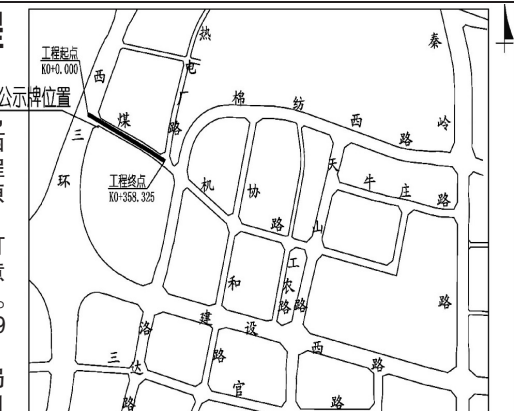 工程起点
K0+0.000
公示牌位置
工程终点
K0+358.325
西三环
热电厂路
棉纺西路
秦岭路
煤机路
协和路
天山路
牛庄路
工农路
建设西路
洛达路
三官路